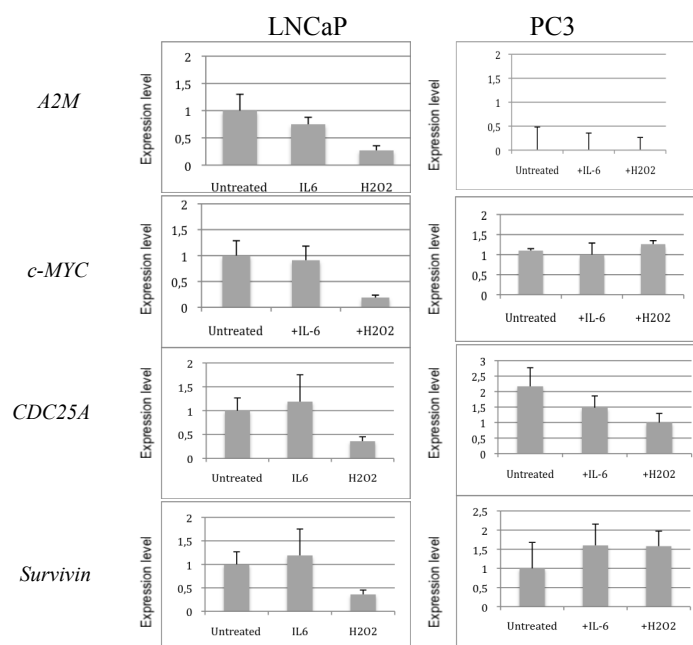 LNCaP PC3
A2M
Expression level
2
1,5
1
0,5
0
Untreated IL6 H2O2
Expression level
2
1,5
1
0,5
0
Untreated +IL-6 +H2O2
c-MYC
Expression level
2
1,5
1
0,5
0
Untreated +IL-6 +H2O2
Expression level
2
1,5
1
0,5
0
Untreated +IL-6 +H2O2
CDC25A
Expression level
2
1,5
1
0,5
0
Untreated IL6 H2O2
Expression level
3
2,5
2
1,5
1
0,5
0
Untreated +IL-6 +H2O2
Survivin
Expression level
2
1,5
1
0,5
0
Untreated IL6 H2O2
Expression level
2,5
2
1,5
1
0,5
0
Untreated +IL-6 +H2O2